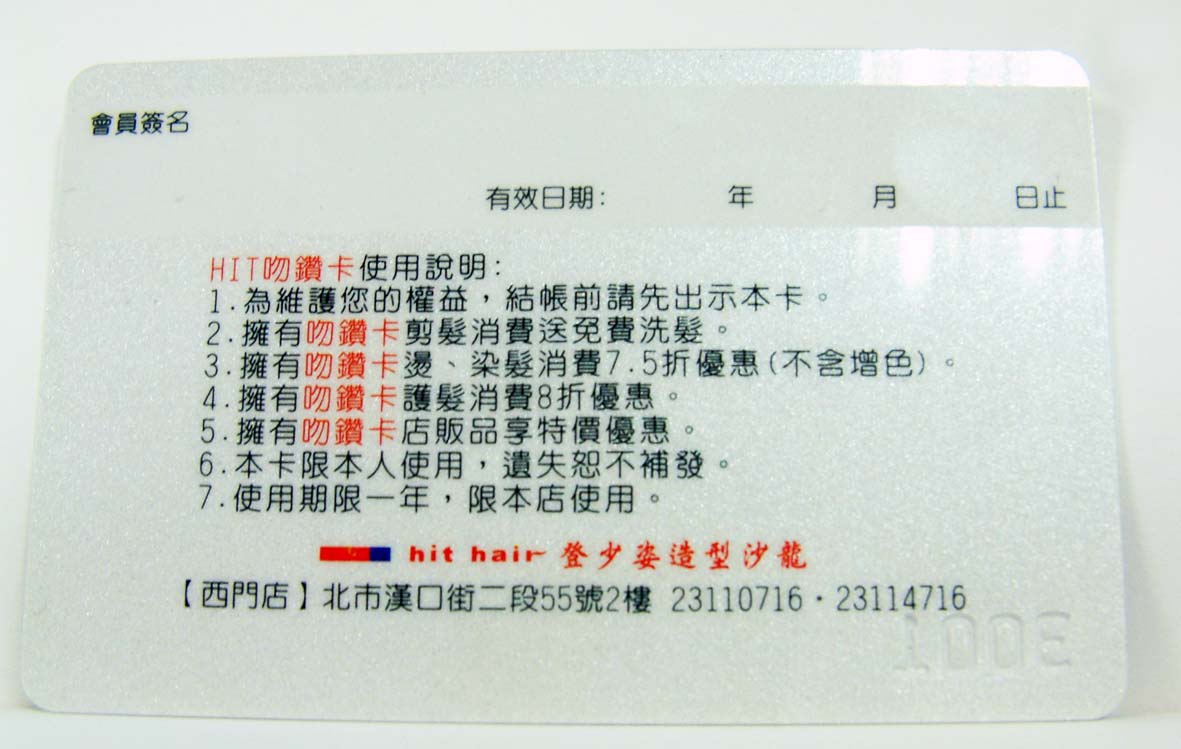 會員簽名
有效日期: 年 月 日止
HIT吻鑽卡使用說明:
1.為維護您的權益，結帳前請先出示本卡。
2.擁有吻鑽卡剪髮消費送免費洗髮。
3.擁有吻鑽卡燙、染髮消費7.5折優惠(不含增色)。
4.擁有吻鑽卡護髮消費8折優惠。
5.擁有吻鑽卡店販品享特價優惠。
6.本卡限本人使用，遺失恕不補發。
7.使用期限一年，限本店使用。
hit hair 登少姿造型沙龍
【西門店】北市漢口街二段55號2樓 23110716·23114716
3001